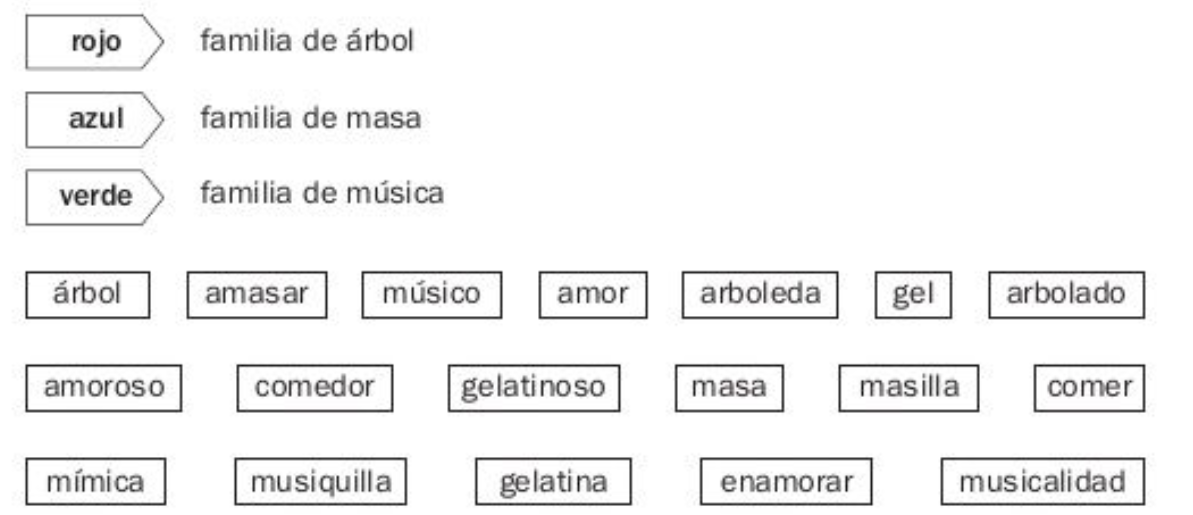 rojo familia de árbol
azul familia de masa
verde familia de música
árbol amasar músico amor arboleda gel arbolado
amoroso comedor gelatinoso masa masilla comer
mímica musiquilla gelatina enamorar musicalidad